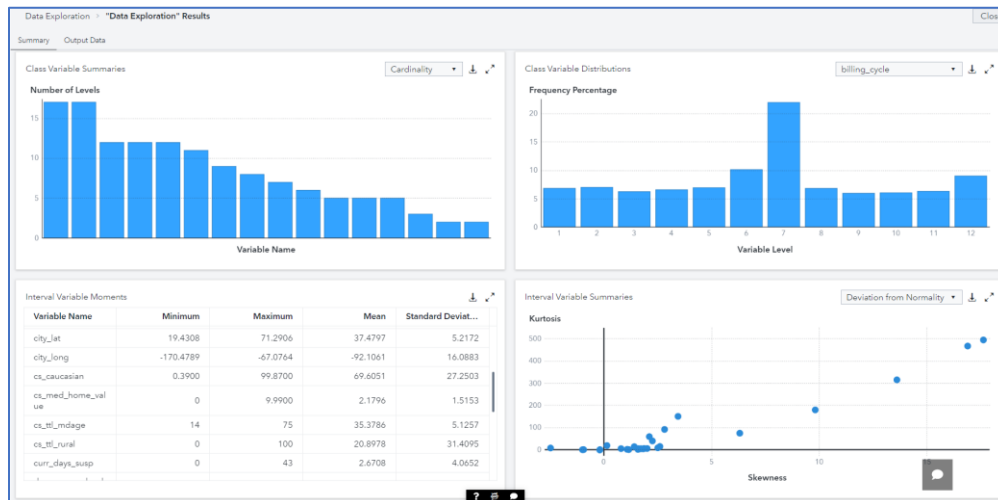 Data Exploration > "Data Exploration" Results
Clos
Summary Output Data
Class Variable Summaries
Cardinality
Number of Levels
15
10
5
0
Variable Name
Class Variable Distributions
billing_cycle
Frequency Percentage
20
15
10
5
0
1 2 3 4 5 6 7 8 9 10 11 12
Variable Level
Interval Variable Moments
Variable Name Minimum Maximum Mean Standard Deviat...
city_lat 19.4308 71.2906 37.4797 5.2172
city_long -170.4789 -67.0764 -92.1061 16.0883
cs_caucasian 0.3900 99.8700 69.6051 27.2503
cs_med_home_val
ue 0 9.9900 2.1796 1.5153
cs_ttl_mdage 14 75 35.3786 5.1257
cs_ttl_rural 0 100 20.8978 31.4095
curr_days_susp 0 43 2.6708 4.0652
Interval Variable Summaries
Deviation from Normality
Kurtosis
500
400
300
200
100
0
0 5 10 15
Skewness
?